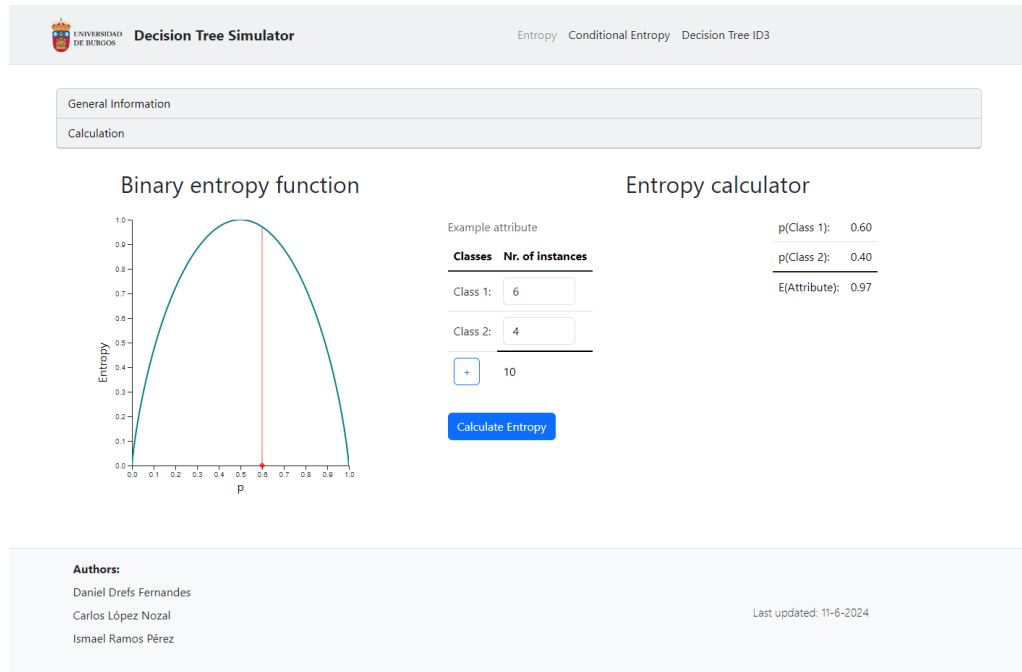 UNIVERSIDAD
DE BURGOS
Decision Tree Simulator
Entropy Conditional Entropy Decision Tree ID3
General Information
Calculation
Binary entropy function
1.0
0.9
0.8
0.7
0.6
0.5
0.4
0.3
0.2
0.1
0.0
Entropy
0.0 0.1 0.2 0.3 0.4 0.5 0.6 0.7 0.8 0.9 1.0
p
Entropy calculator
Example attribute
Classes Nr. of instances
Class 1: 6
Class 2: 4
+ 10
Calculate Entropy
p(Class 1): 0.60
p(Class 2): 0.40
E(Attribute): 0.97
Authors:
Daniel Drefs Fernandes
Carlos López Nozal
Ismael Ramos Pérez
Last updated: 11-6-2024